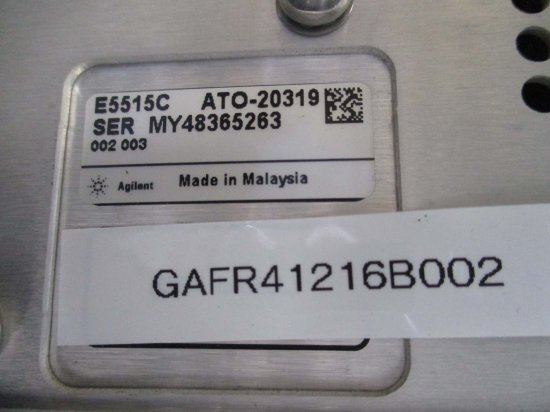 E5515C ATO-20319
SER MY48365263
002 003
Agilent Made in Malaysia
GAFR41216B002